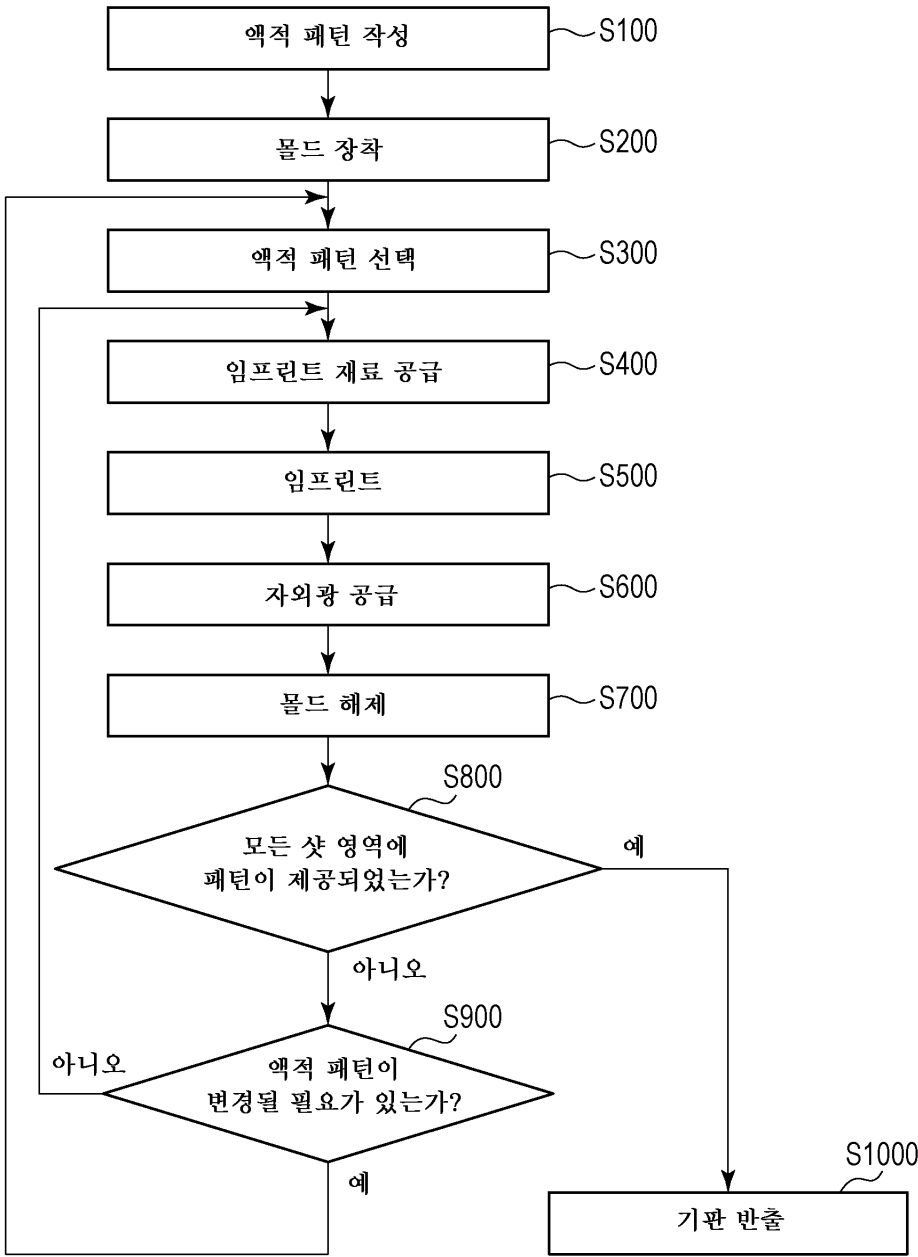 액적 패턴 작성
S100
몰드 장착
S200
액적 패턴 선택
S300
임프린트 재료 공급
S400
임프린트
S500
자외광 공급
S600
몰드 해제
S700
S800
모든 샷 영역에
패턴이 제공되었는가?
예
아니오
S900
액적 패턴이
변경될 필요가 있는가?
아니오
예
S1000
기판 반출